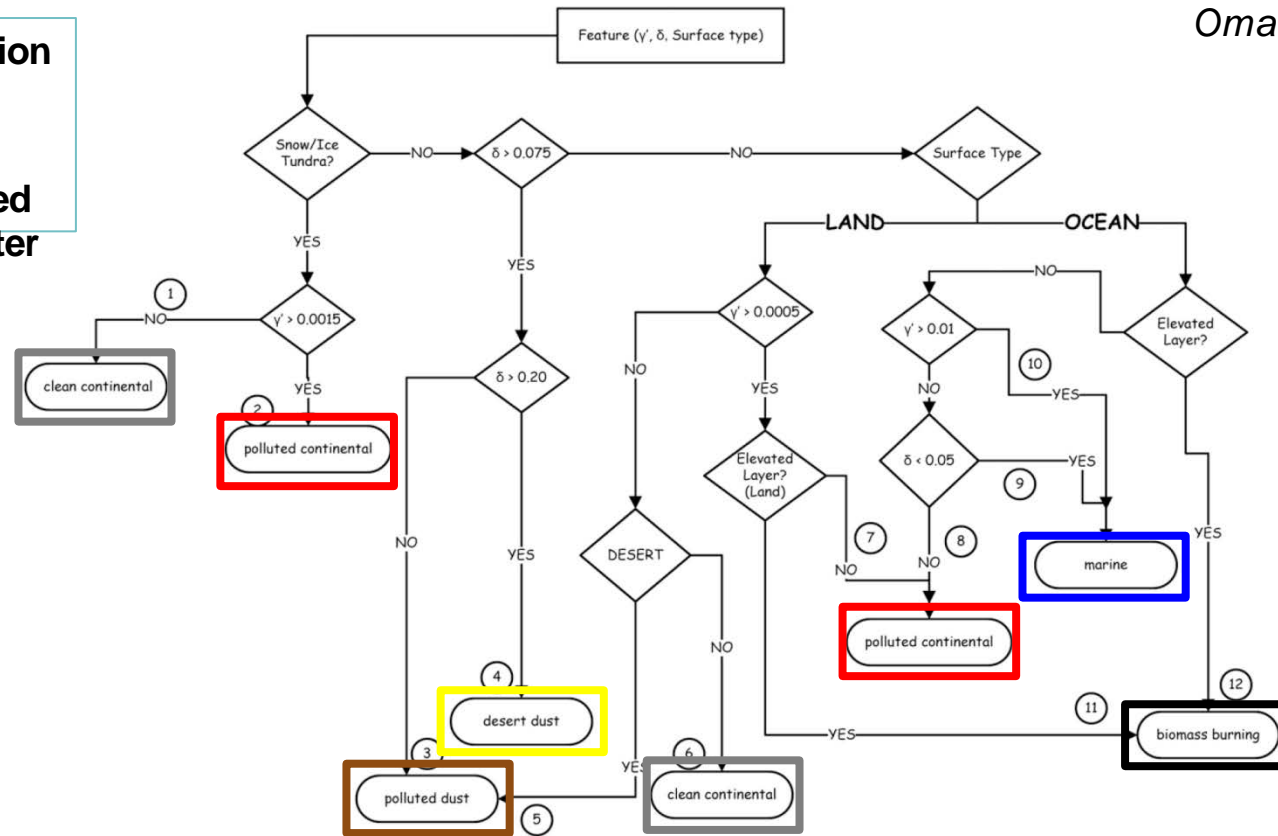 ion
ed
ter
Oma
Feature (γ', δ, Surface type)
Snow/Ice
Tundra?
NO
δ > 0.075
NO
Surface Type
YES
YES
LAND
OCEAN
1
NO
γ' > 0.0015
clean continental
YES
2
polluted continental
δ > 0.20
NO
YES
4
desert dust
3
polluted dust
γ' > 0.0005
NO
YES
DESERT
YES
5
NO
6
clean continental
Elevated
Layer?
(Land)
7
NO
YES
11
NO
γ' > 0.01
10
YES
NO
δ < 0.05
YES
9
8
NO
marine
polluted continental
Elevated
Layer?
YES
12
biomass burning